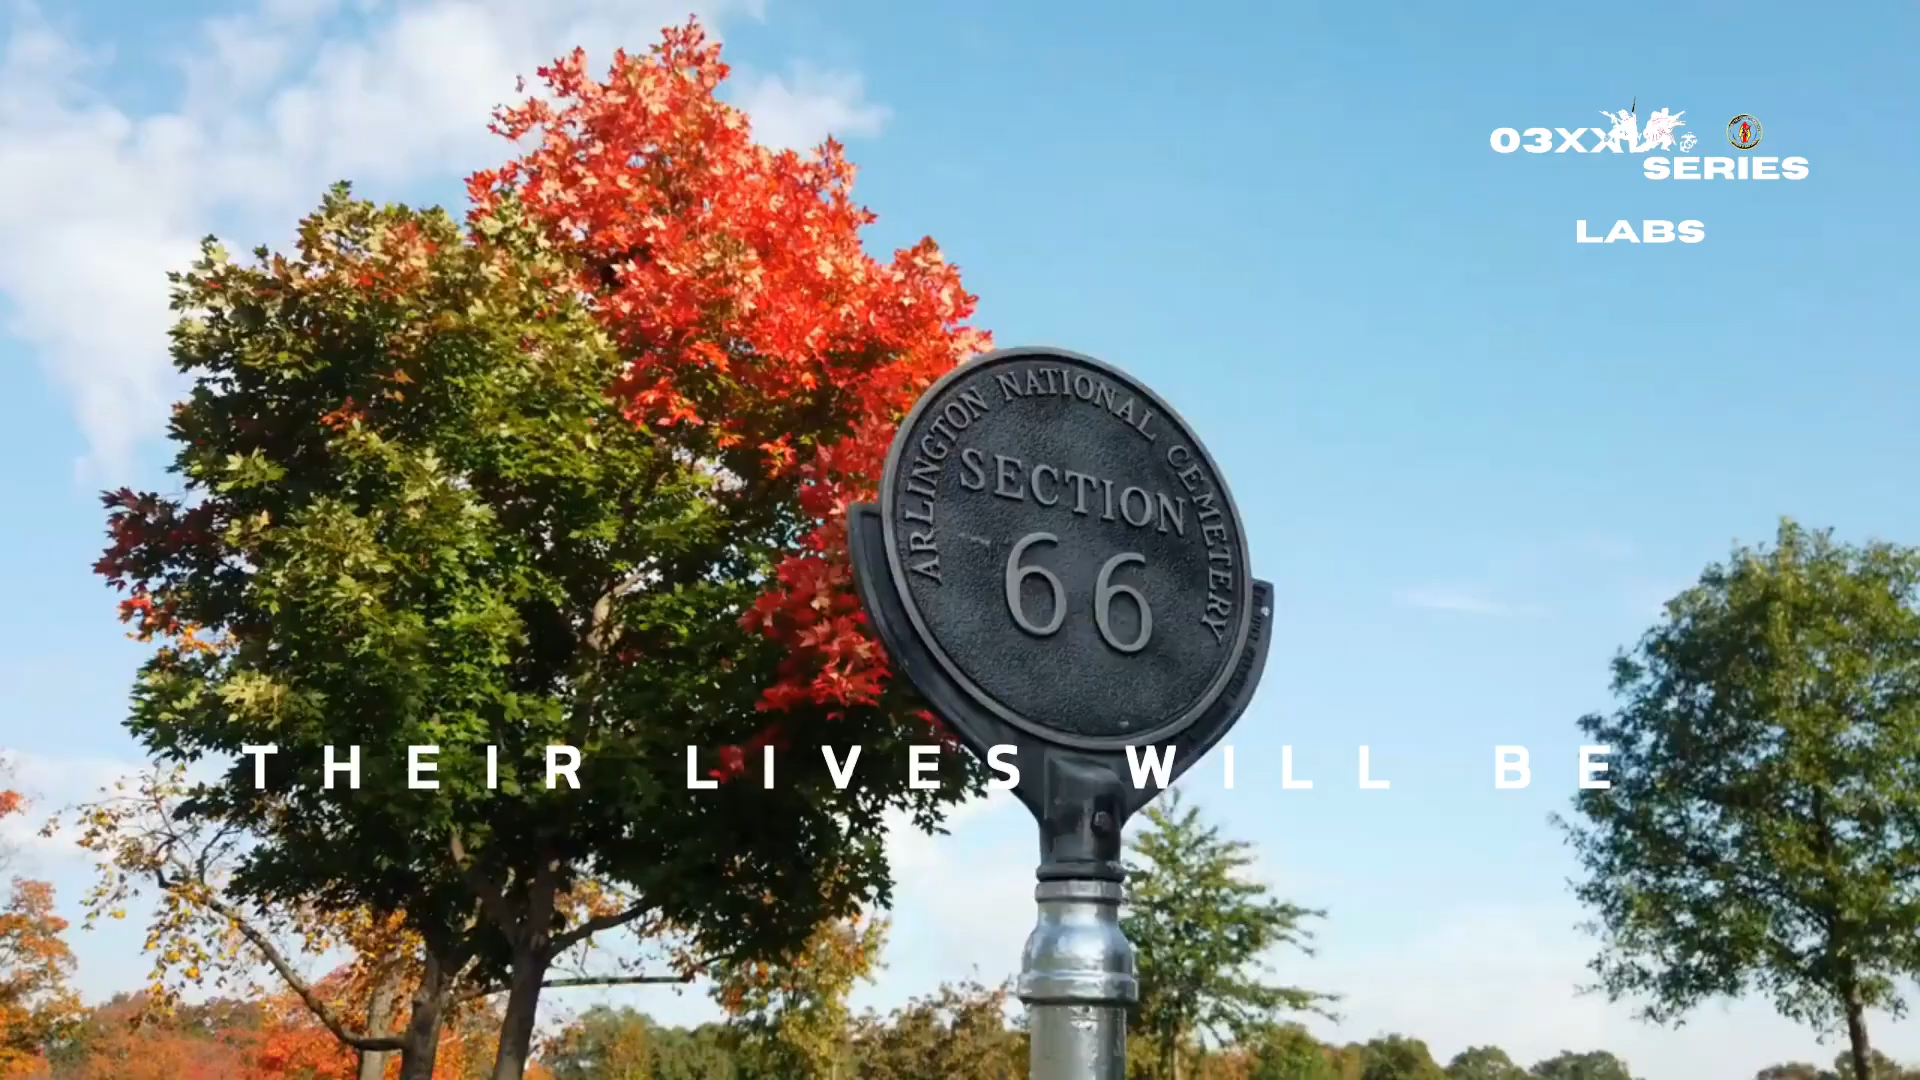 03XX
SERIES
LABS
ARLINGTON NATIONAL CEMETERY
SECTION
66
THEIR LIVES WILL BE